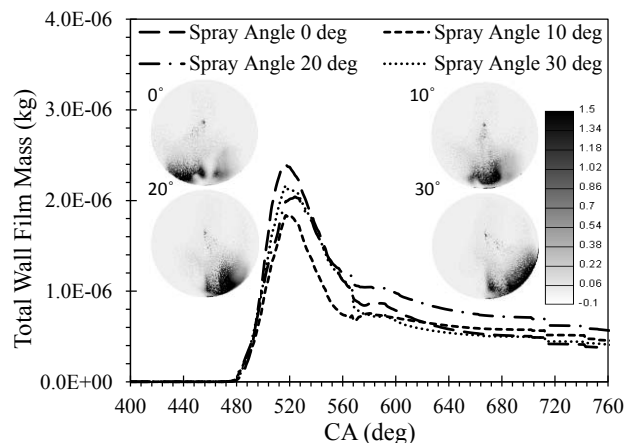 4.0E-06
3.0E-06
2.0E-06
1.0E-06
0.0E+00
Total Wall Film Mass (kg)
Spray Angle 0 deg
Spray Angle 10 deg
Spray Angle 20 deg
Spray Angle 30 deg
0°
10°
20°
30°
1.5
1.34
1.18
1.02
0.86
0.7
0.54
0.38
0.22
0.06
-0.1
400 440 480 520 560 600 640 680 720 760
CA (deg)